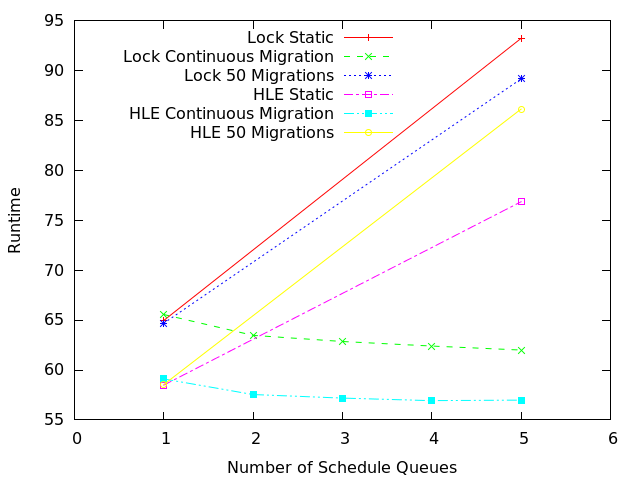 95
90
85
80
75
70
65
60
55
Runtime
Lock Static
Lock Continuous Migration
Lock 50 Migrations
HLE Static
HLE Continuous Migration
HLE 50 Migrations
0 1 2 3 4 5 6
Number of Schedule Queues